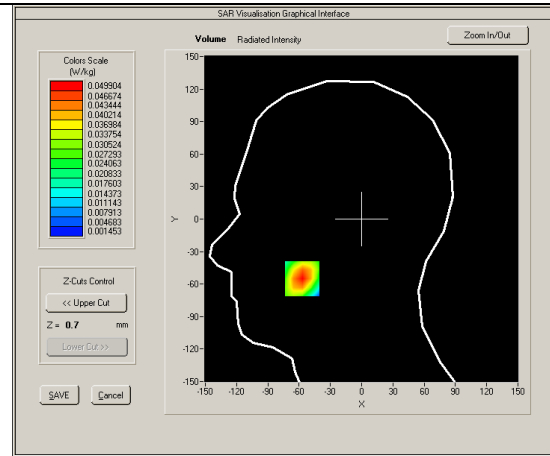 SAR Visualisation Graphical Interface
Volume Radiated Intensity
Zoom In/Out
Colors Scale
(W/kg)
0.049904
0.046674
0.043444
0.040214
0.036984
0.033754
0.030524
0.027293
0.024063
0.020833
0.017603
0.014373
0.011143
0.007913
0.004683
0.001453
Z-Cuts Control
<< Upper Cut
Z = 0.7 mm
Lower Cut >>
SAVE Cancel
150
120
90
60
30
0
-30
-60
-90
-120
-150
Y
-150 -120 -90 -60 -30 0 30 60 90 120 150
X